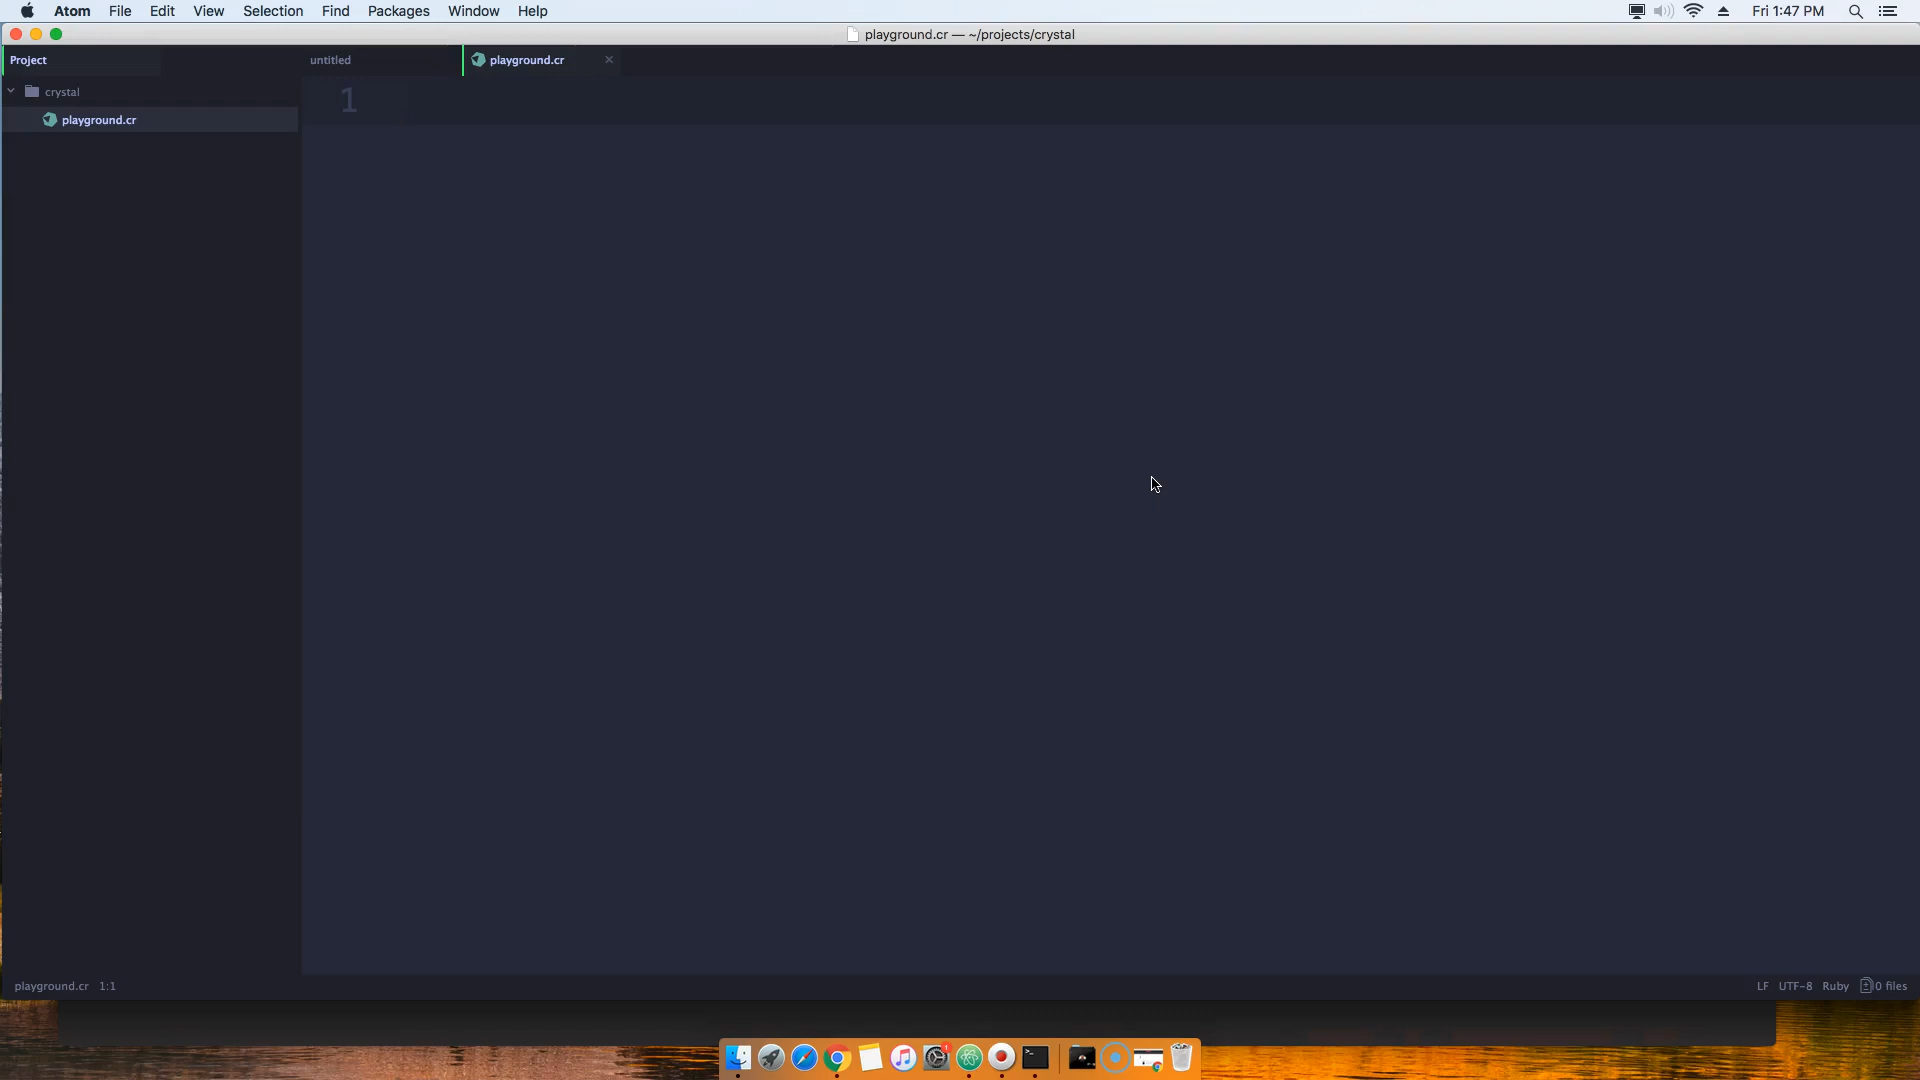 Atom File Edit View Selection Find Packages Window Help Fri 1:47 PM
playground.cr — ~/projects/crystal
Project untitled playground.cr
crystal
1
playground.cr
playground.cr 1:1 LF UTF-8 Ruby 0 files